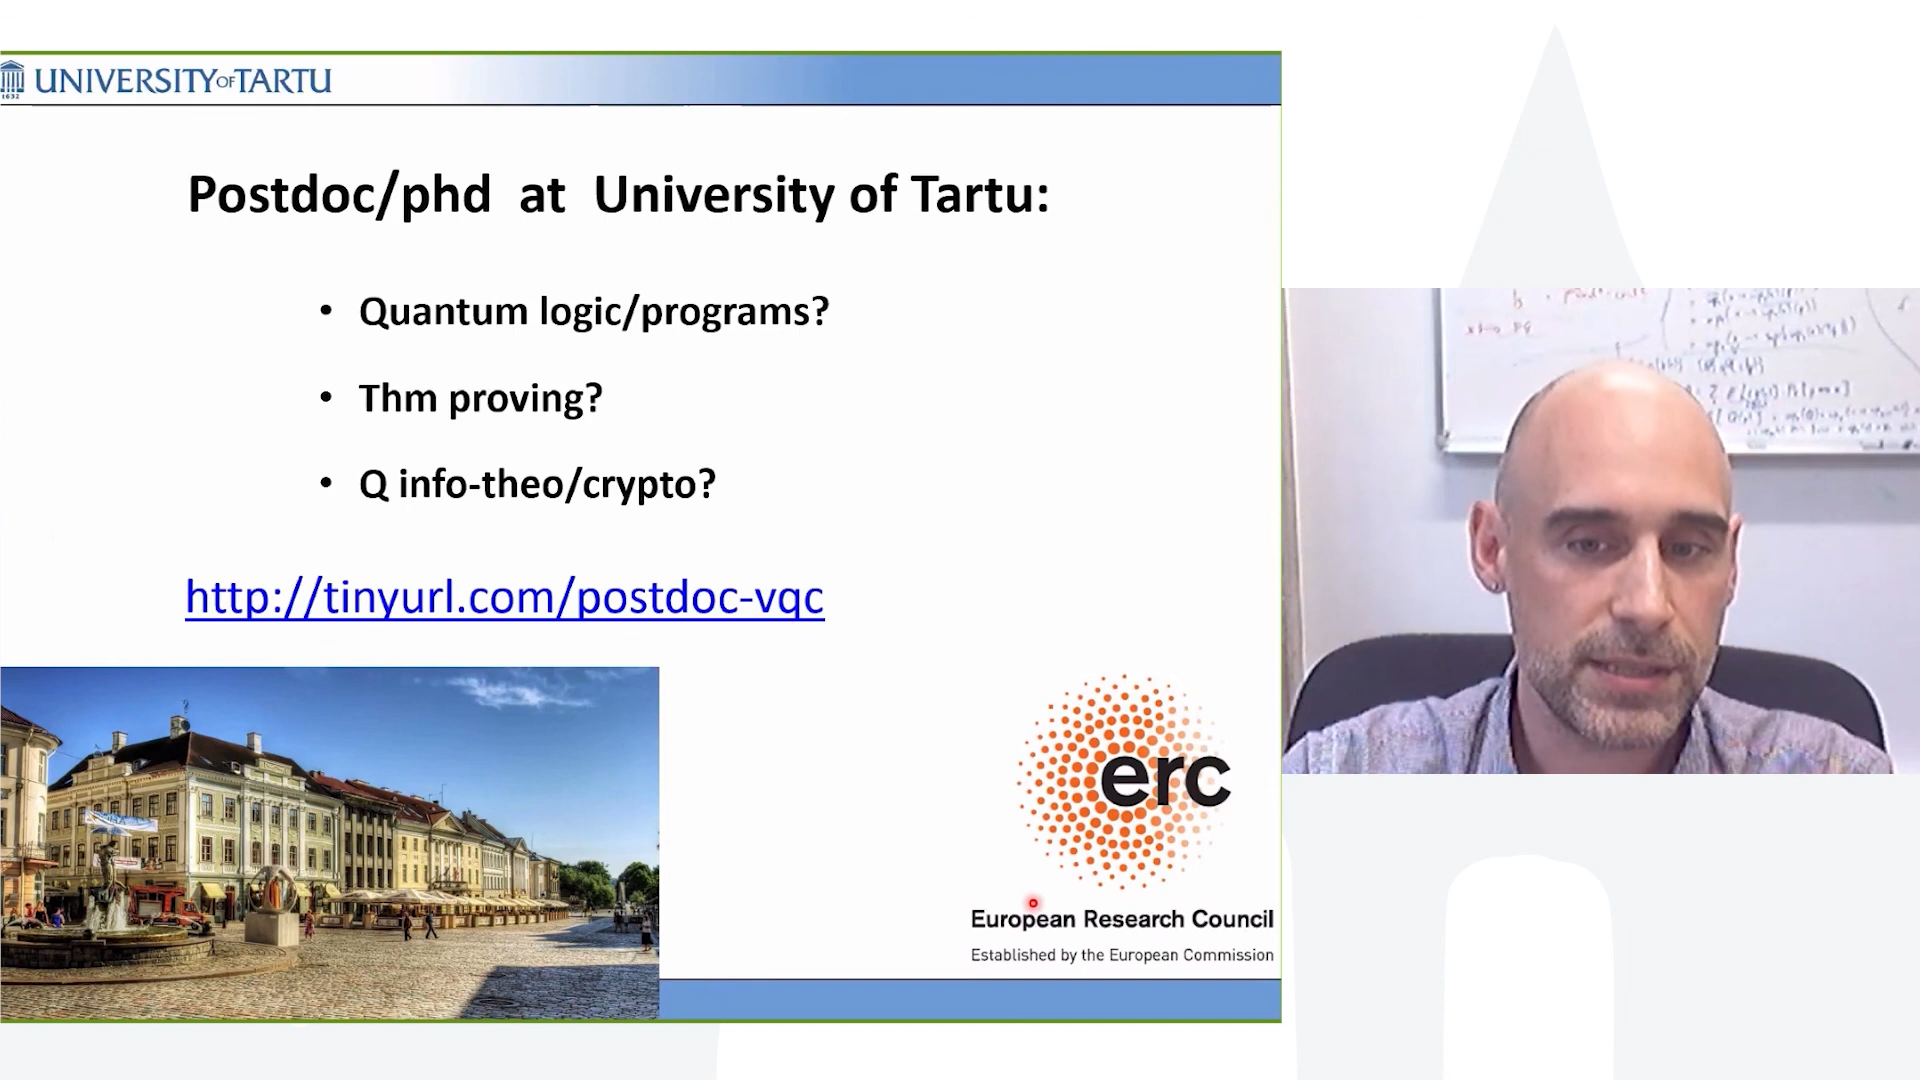 UNIVERSITY OF TARTU
1632
Postdoc/phd at University of Tartu:
• Quantum logic/programs?
• Thm proving?
• Q info-theo/crypto?
http://tinyurl.com/postdoc-vqc
erc
European Research Council
Established by the European Commission